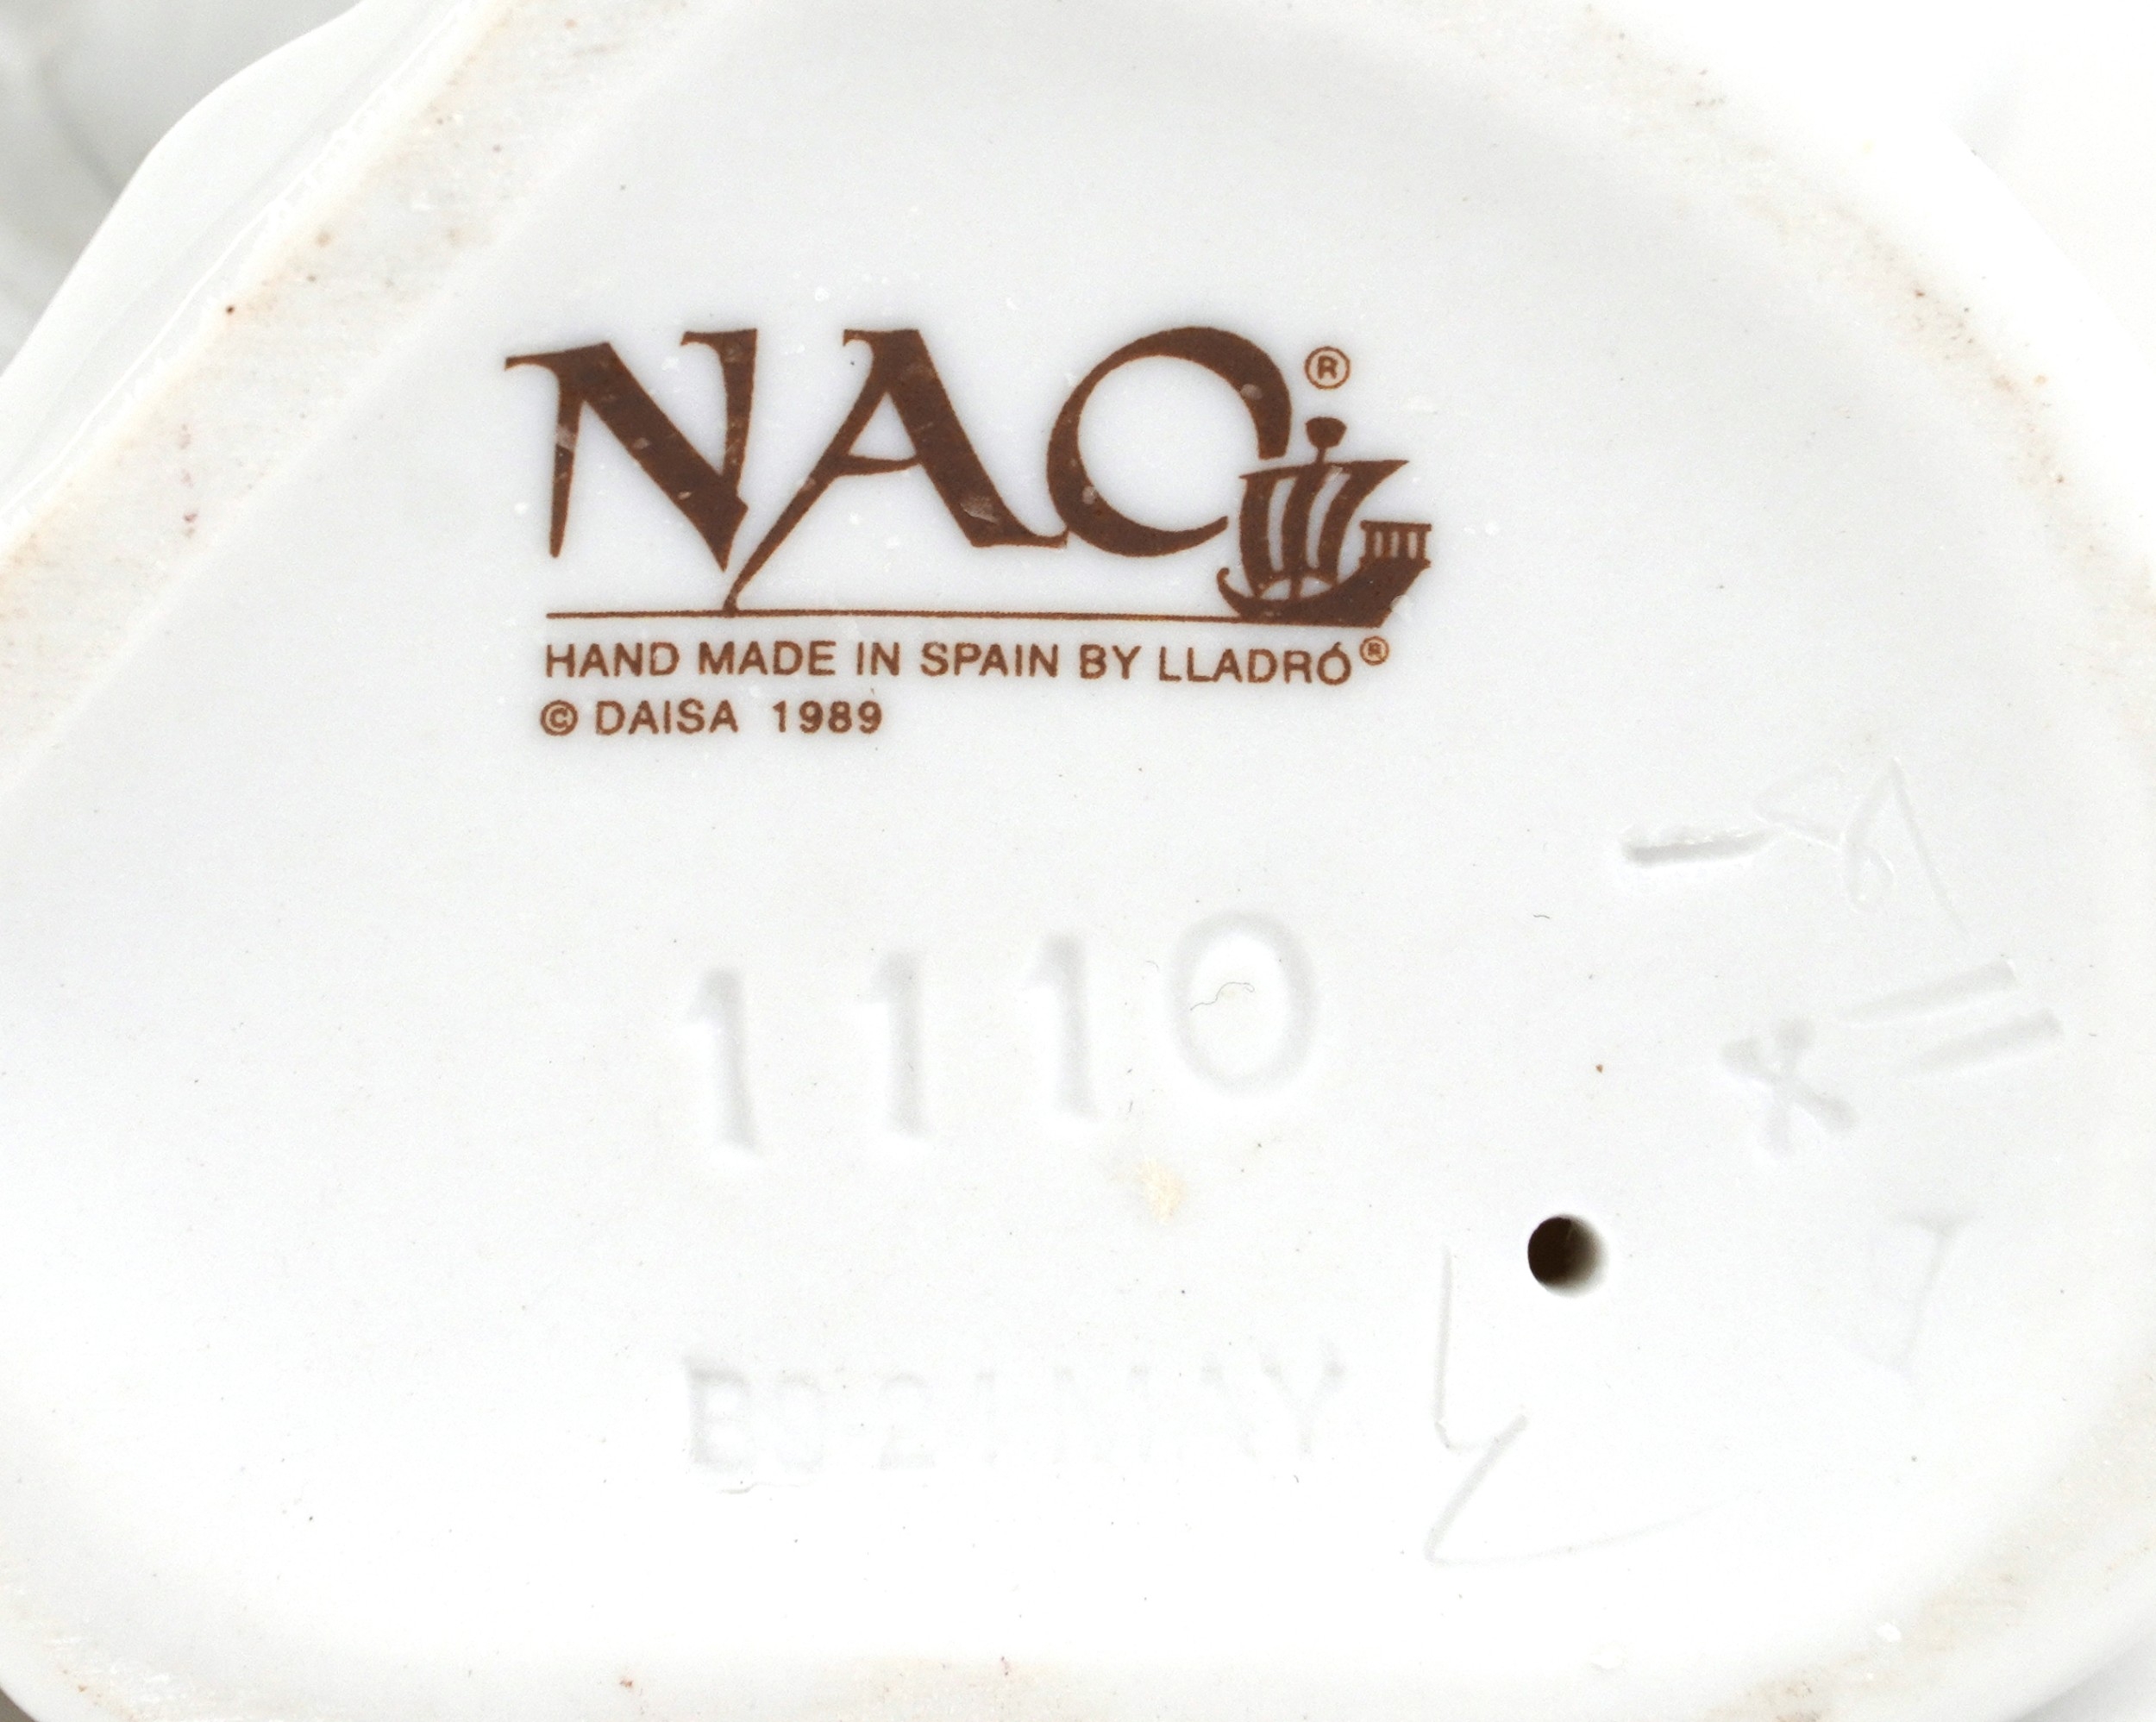 NAO®
HAND MADE IN SPAIN BY LLADRÓ®
© DAISA 1989
1110